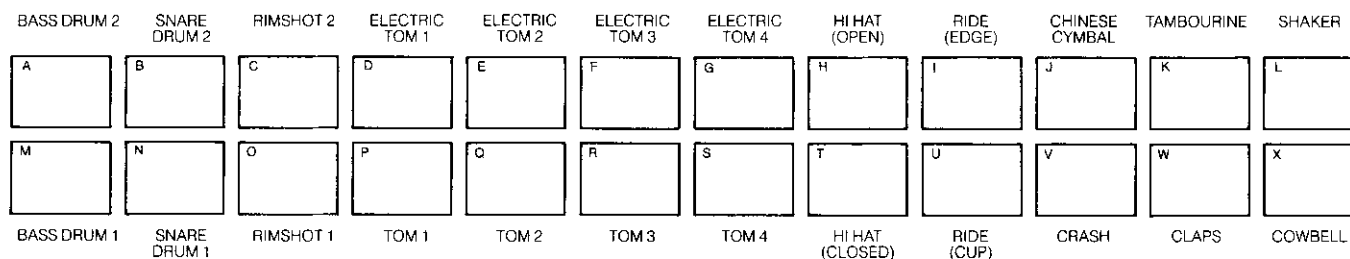 BASS DRUM 2 SNARE DRUM 2 RIMSHOT 2 ELECTRIC TOM 1 ELECTRIC TOM 2 ELECTRIC TOM 3 ELECTRIC TOM 4 HI HAT (OPEN) RIDE (EDGE) CHINESE CYMBAL TAMBOURINE SHAKER
A B C D E F G H I J K L
M N O P Q R S T U V W X
BASS DRUM 1 SNARE DRUM 1 RIMSHOT 1 TOM 1 TOM 2 TOM 3 TOM 4 HI HAT (CLOSED) RIDE (CUP) CRASH CLAPS COWBELL